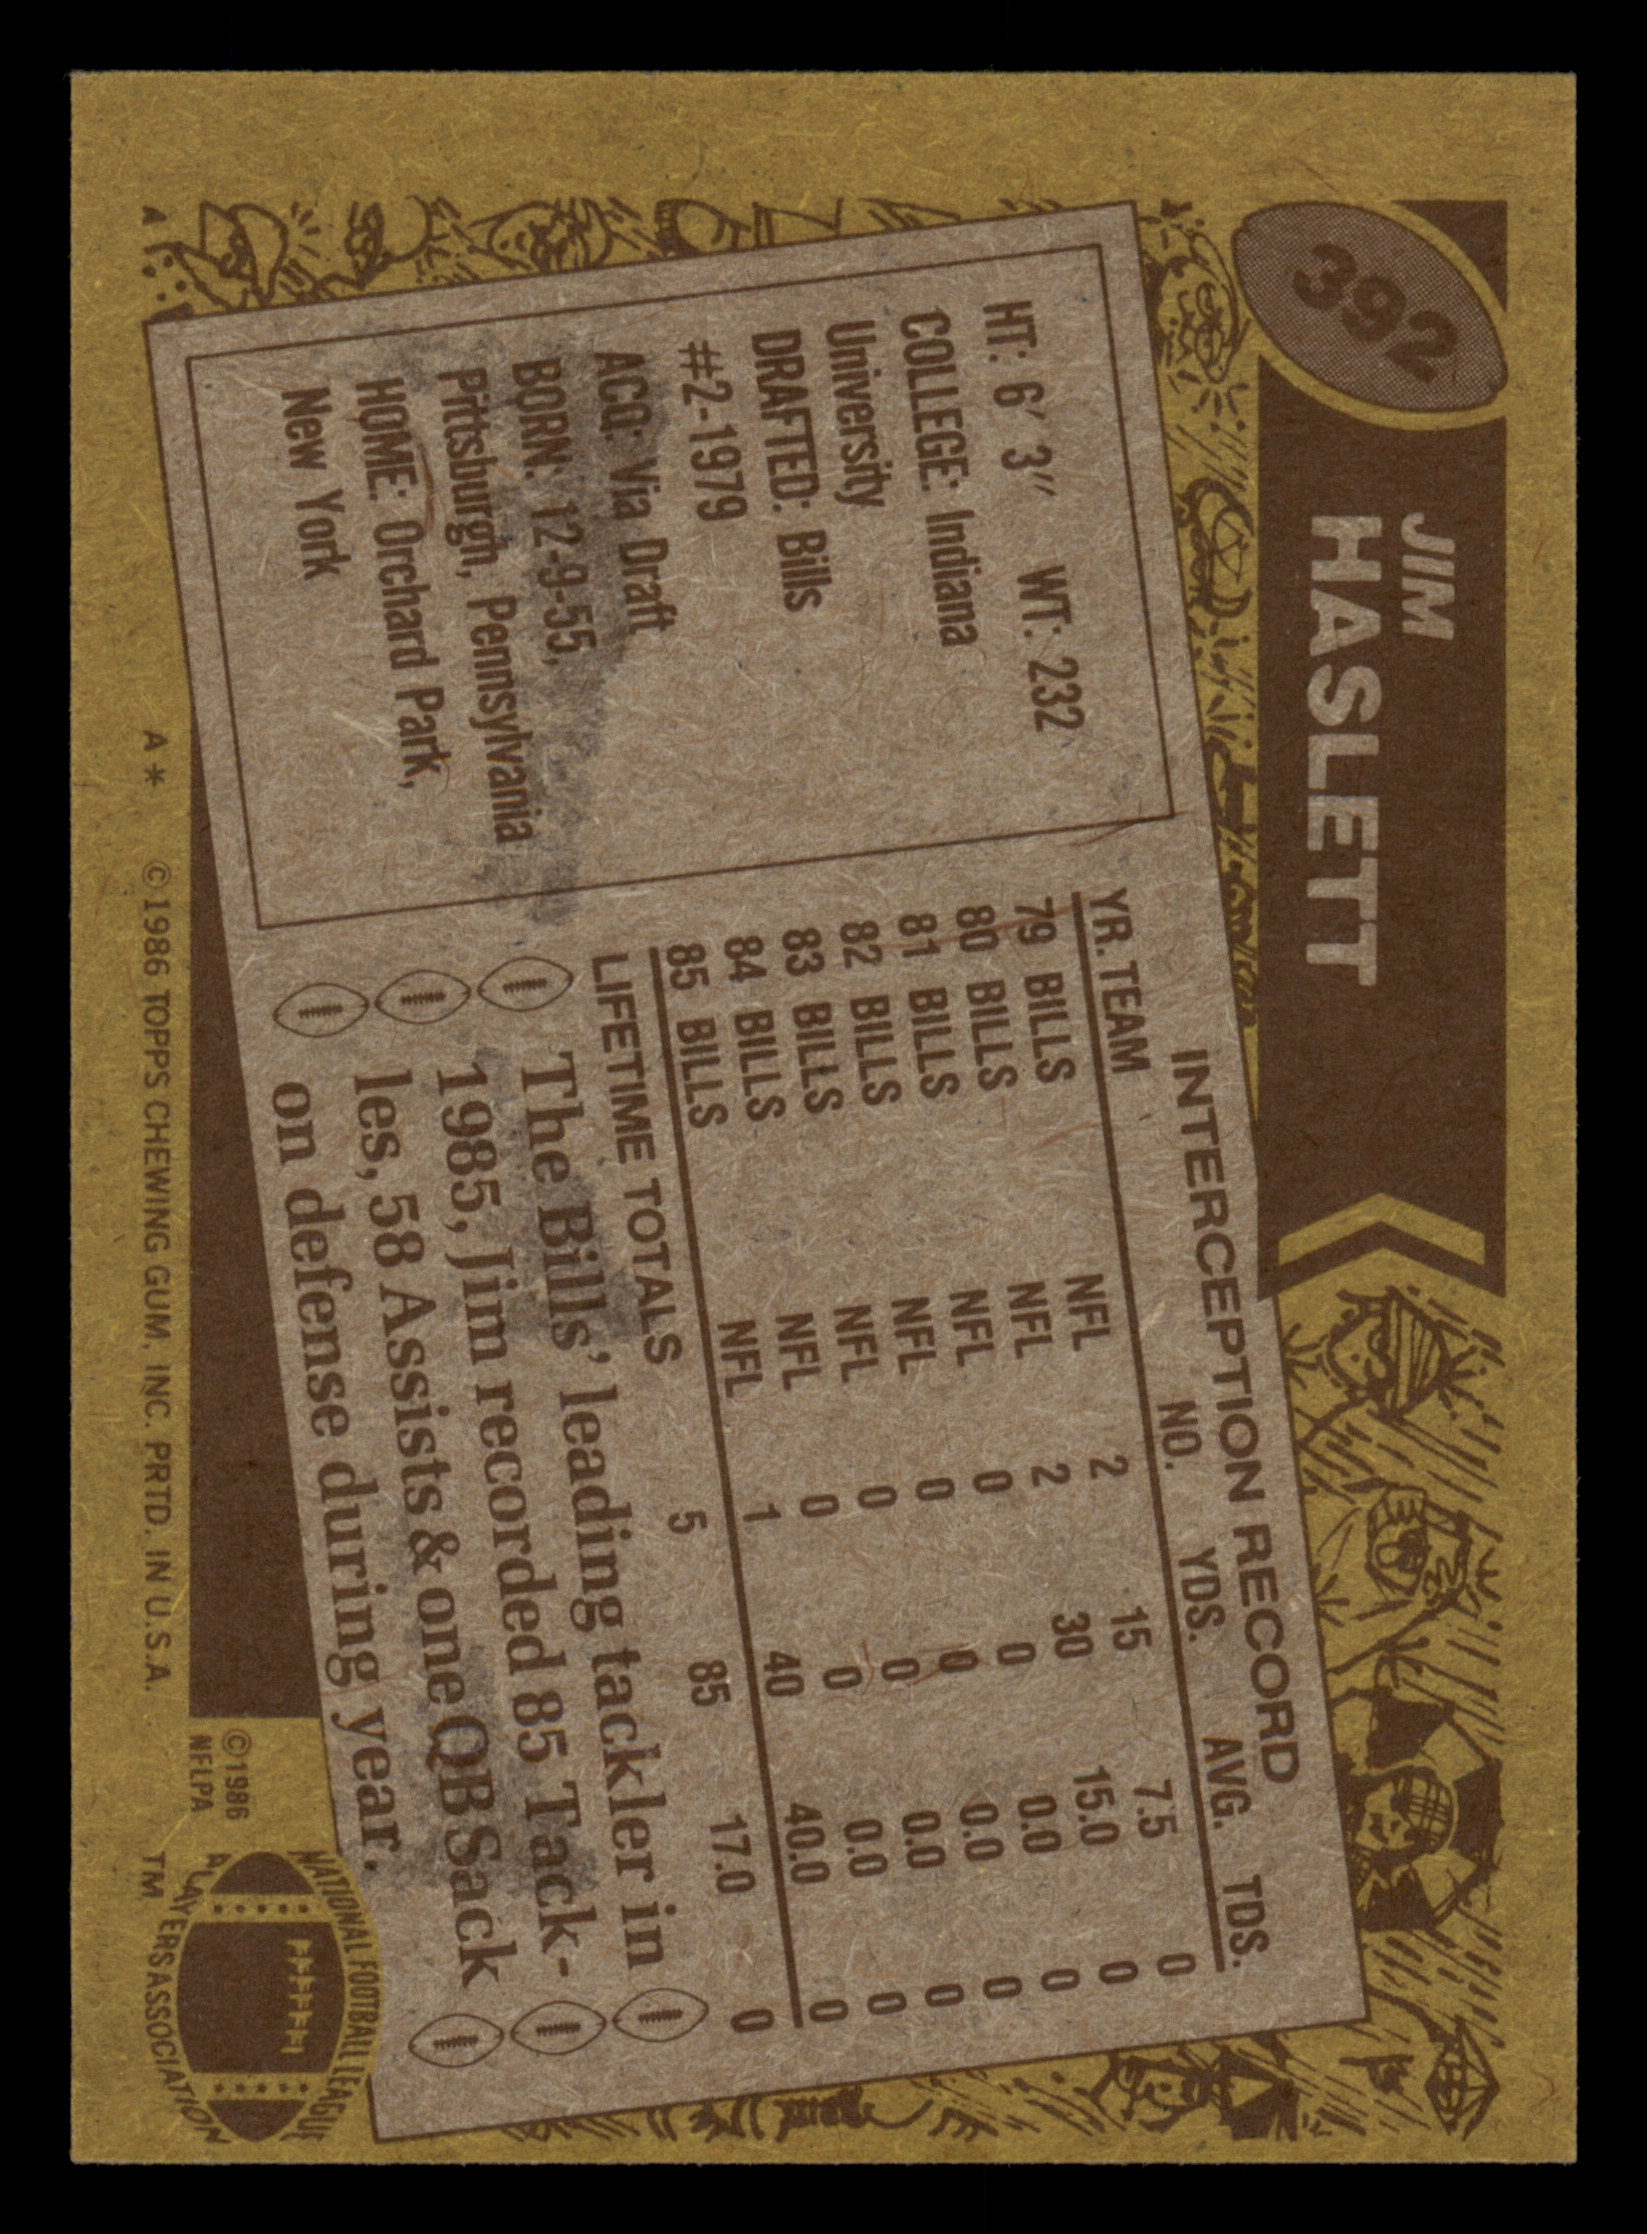 392
JIM
HASLETT
HT: 6' 3" WT: 232
COLLEGE: Indiana
University
DRAFTED: Bills
#2-1979
ACQ: Via Draft
BORN: 12-9-55,
Pittsburgh, Pennsylvania
HOME: Orchard Park,
New York
INTERCEPTION RECORD
YR. TEAM NO. YDS. AVG. TDS.
79 BILLS NFL 2 15 7.5 0
80 BILLS NFL 2 30 15.0 0
81 BILLS NFL 0 0 0.0 0
82 BILLS NFL 0 0 0.0 0
83 BILLS NFL 0 0 0.0 0
84 BILLS NFL 0 0 0.0 0
85 BILLS NFL 1 40 40.0 0
LIFETIME TOTALS 5 85 17.0 0
The Bills' leading tackler in
1985, Jim recorded 85 Tack-
les, 58 Assists & one QB Sack
on defense during year.
©1986
NFLPA
NATIONAL FOOTBALL LEAGUE
PLAYERS ASSOCIATION
TM
A* ©1986 TOPPS CHEWING GUM, INC. PRTD. IN U.S.A.